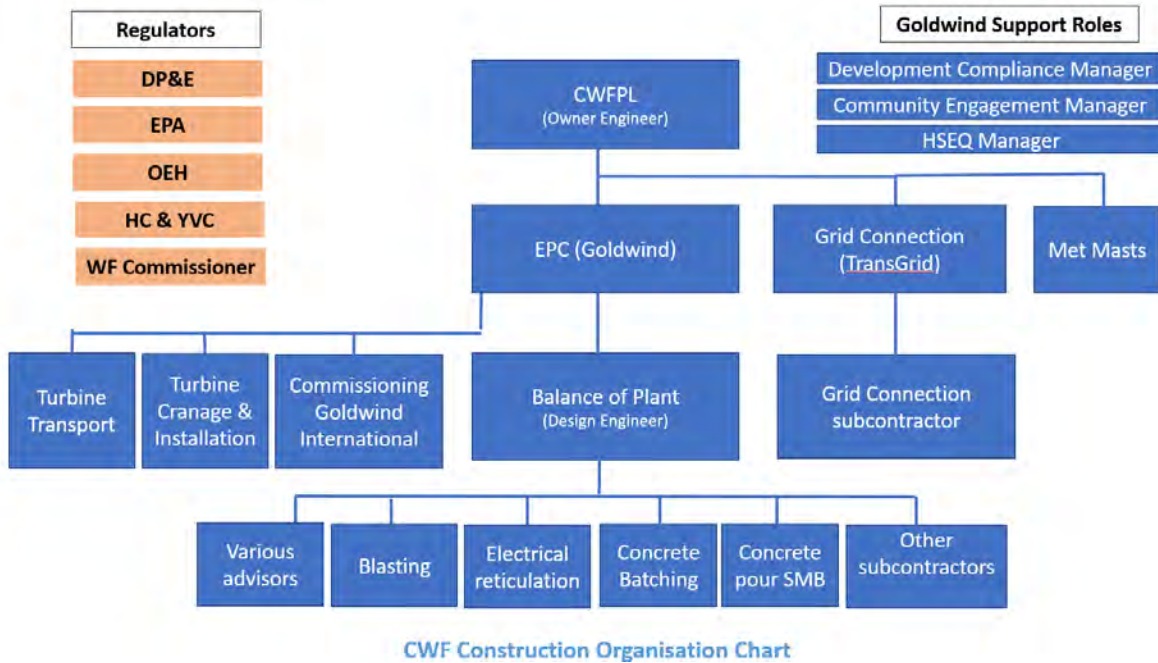 Regulators
DP&E
EPA
OEH
HC & YVC
WF Commissioner
Goldwind Support Roles
Development Compliance Manager
Community Engagement Manager
HSEQ Manager
CWFPL
(Owner Engineer)
EPC (Goldwind)
Grid Connection
(TransGrid)
Met Masts
Turbine
Transport
Turbine
Cranage &
Installation
Commissioning
Goldwind
International
Balance of Plant
(Design Engineer)
Grid Connection
subcontractor
Various
advisors
Blasting
Electrical
reticulation
Concrete
Batching
Concrete
pour SMB
Other
subcontractors
CWF Construction Organisation Chart